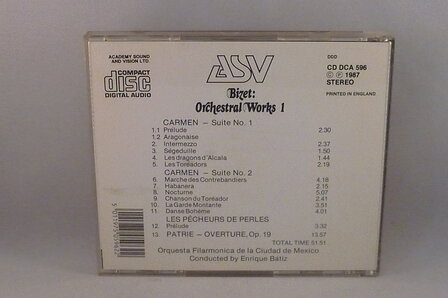 ACADEMY SOUND
AND VISION LTD.
COMPACT
disc
DIGITAL AUDIO
ASV
Bizet:
Orchestral Works 1
DDD
CD DCA 596
© ℗ 1987
STEREO
PRINTED IN ENGLAND
CARMEN – Suite No. 1
1.1 Prélude 2.30
1.2 Aragonaise
2. Intermezzo 2.37
3. Ségeduille 1.50
4. Les dragons d'Alcala 1.44
5. Les Toréadors 2.19
CARMEN – Suite No. 2
6. Marche des Contrebandiers 4.18
7. Habanera 2.15
8. Nocturne 5.07
9. Chanson du Toréador 2.41
10. La Garde Montante 3.51
11. Danse Bohême 4.01
LES PÊCHEURS DE PERLES
12. Prélude 3.32
13. PATRIE – OVERTURE, Op. 19 13.57
TOTAL TIME 51.51
Orquesta Filarmonica de la Ciudad de Mexico
Conducted by Enrique Batiz